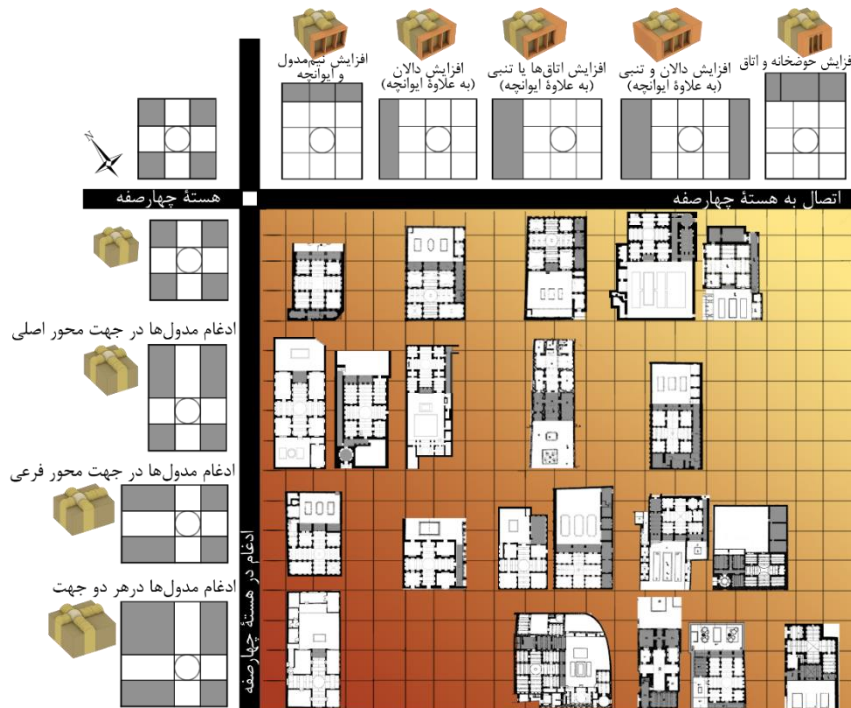 افزایش نیم‌مدول
و ایوانچه
افزایش دالان
(به علاوهٔ ایوانچه)
افزایش اتاق‌ها یا تنبی
(به علاوهٔ ایوانچه)
افزایش دالان و تنبی
(به علاوهٔ ایوانچه)
فزایش حوضخانه و اتاق
N
هستهٔ چهارصفه
اتصال به هستهٔ چهارصفه
ادغام مدول‌ها در جهت محور اصلی
ادغام مدول‌ها در جهت محور فرعی
ادغام مدول‌ها درهر دو جهت
ادغام در هستهٔ چهارصفه